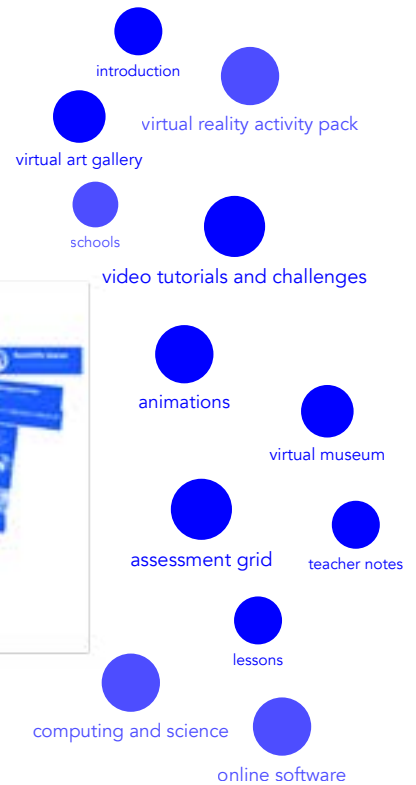 introduction
virtual reality activity pack
virtual art gallery
schools
video tutorials and challenges
animations
virtual museum
assessment grid
teacher notes
lessons
computing and science
online software